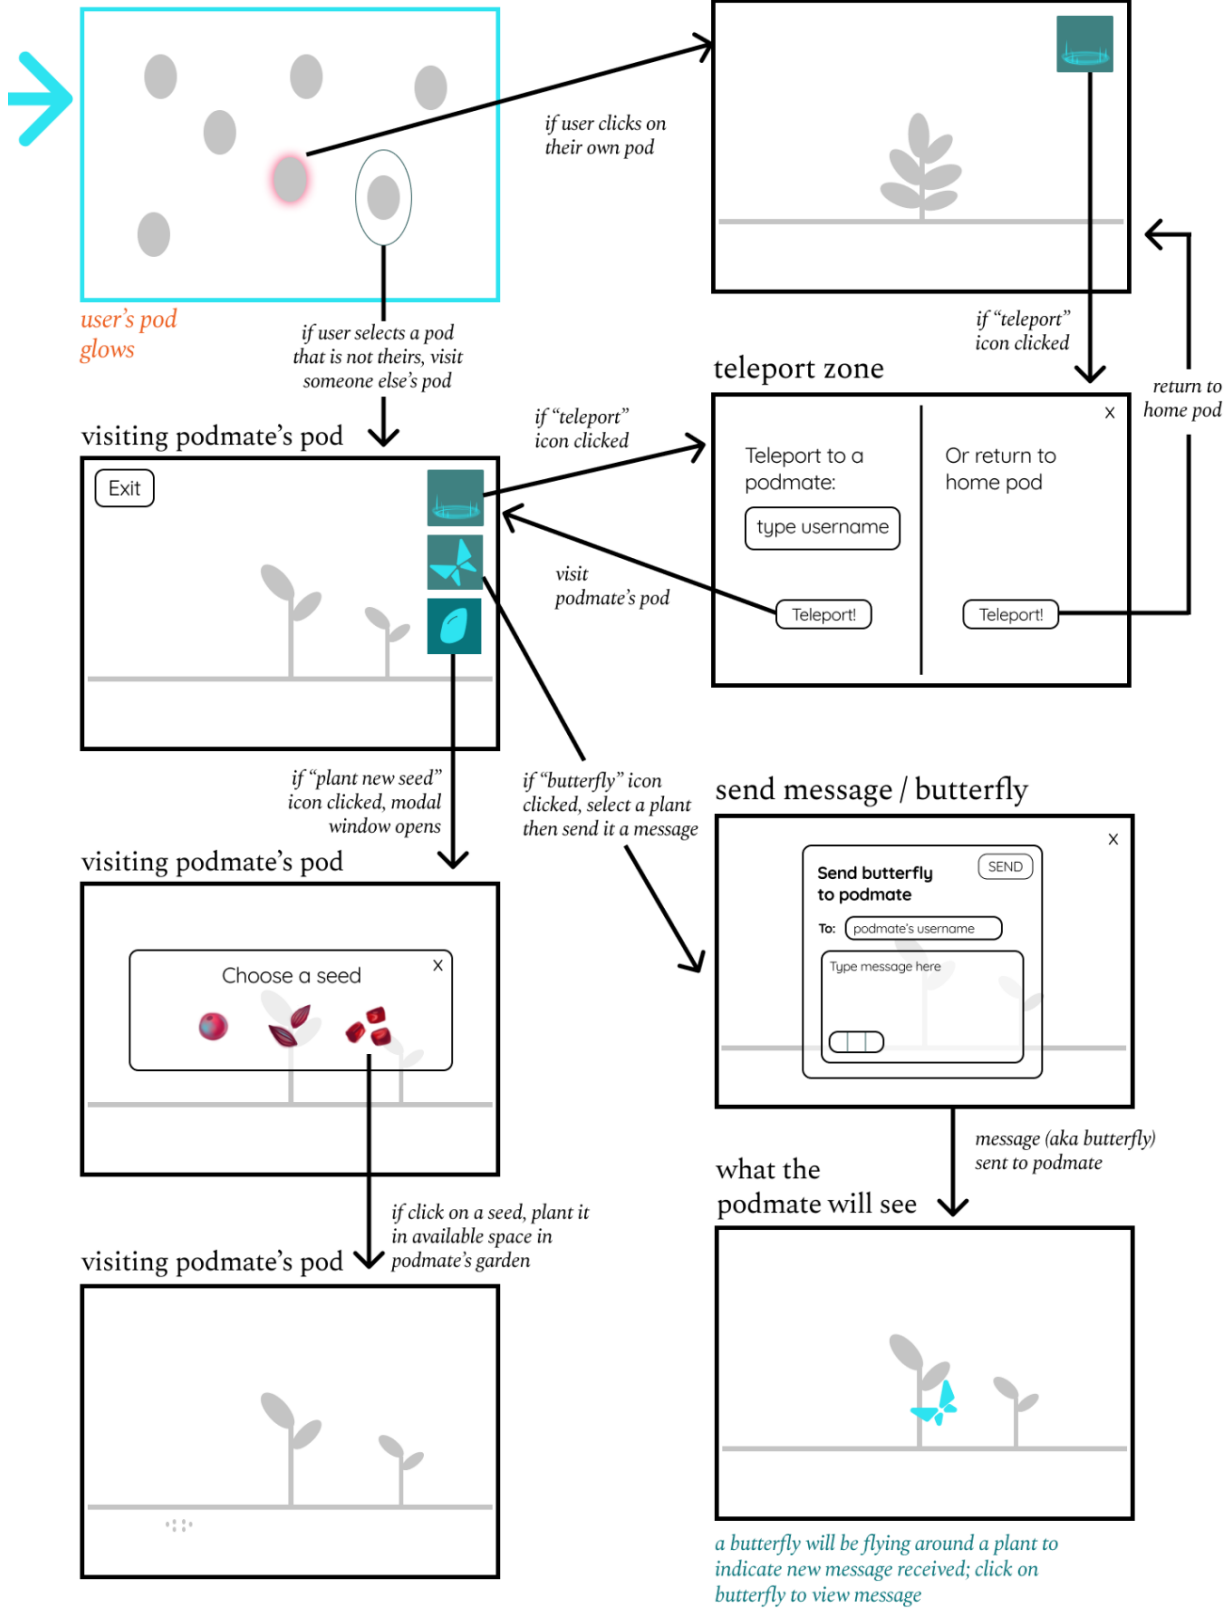 if user clicks on
their own pod
user's pod
glows
if user selects a pod
that is not theirs, visit
someone else's pod
if “teleport”
icon clicked
teleport zone
return to
home pod
X
Teleport to a
podmate:
type username
Teleport!
Or return to
home pod
Teleport!
visiting podmate's pod
Exit
if “teleport”
icon clicked
visit
podmate's pod
if “plant new seed”
icon clicked, modal
window opens
if “butterfly” icon
clicked, select a plant
then send it a message
send message / butterfly
X
Send butterfly
to podmate
SEND
To:
podmate's username
Type message here
visiting podmate's pod
Choose a seed
X
message (aka butterfly)
sent to podmate
if click on a seed, plant it
in available space in
podmate's garden
visiting podmate's pod
what the
podmate will see
a butterfly will be flying around a plant to
indicate new message received; click on
butterfly to view message